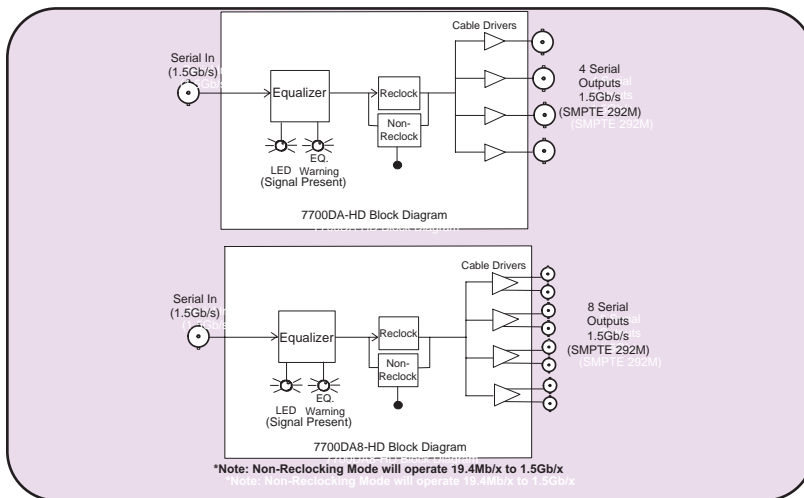 Cable Drivers
Serial In
(1.5Gb/s)
Equalizer
Reclock
Non-
Reclock
4 Serial
Outputs
1.5Gb/s
(SMPTE 292M)
LED
EQ.
Warning
(Signal Present)
7700DA-HD Block Diagram
Cable Drivers
Serial In
(1.5Gb/s)
Equalizer
Reclock
Non-
Reclock
8 Serial
Outputs
1.5Gb/s
(SMPTE 292M)
LED
EQ.
Warning
(Signal Present)
7700DA8-HD Block Diagram
*Note: Non-Reclocking Mode will operate 19.4Mb/x to 1.5Gb/x